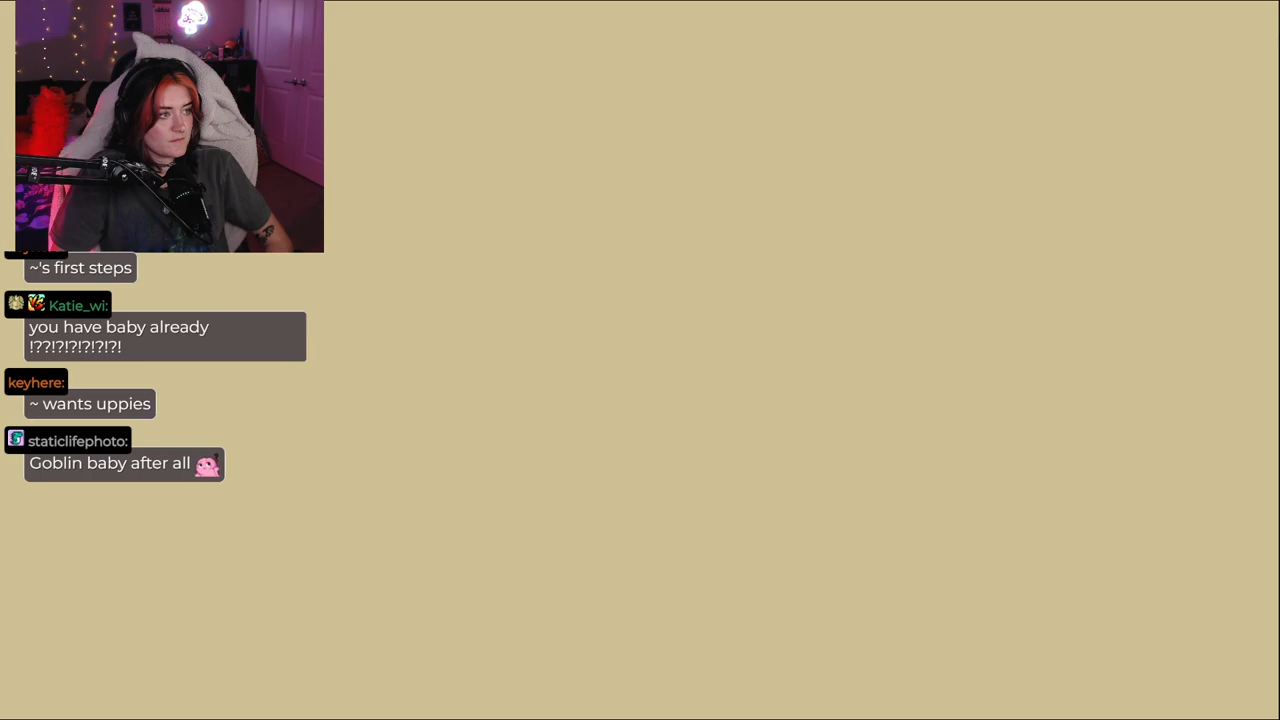 ~'s first steps
Katie_wi:
you have baby already
!??!?!?!?!?!?!
keyhere:
~ wants uppies
staticlifephoto:
Goblin baby after all